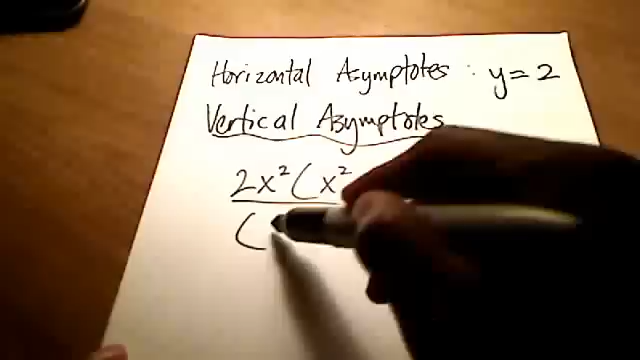 Horizontal Asymptotes : y = 2
Vertical Asymptotes
2x²(x²
(